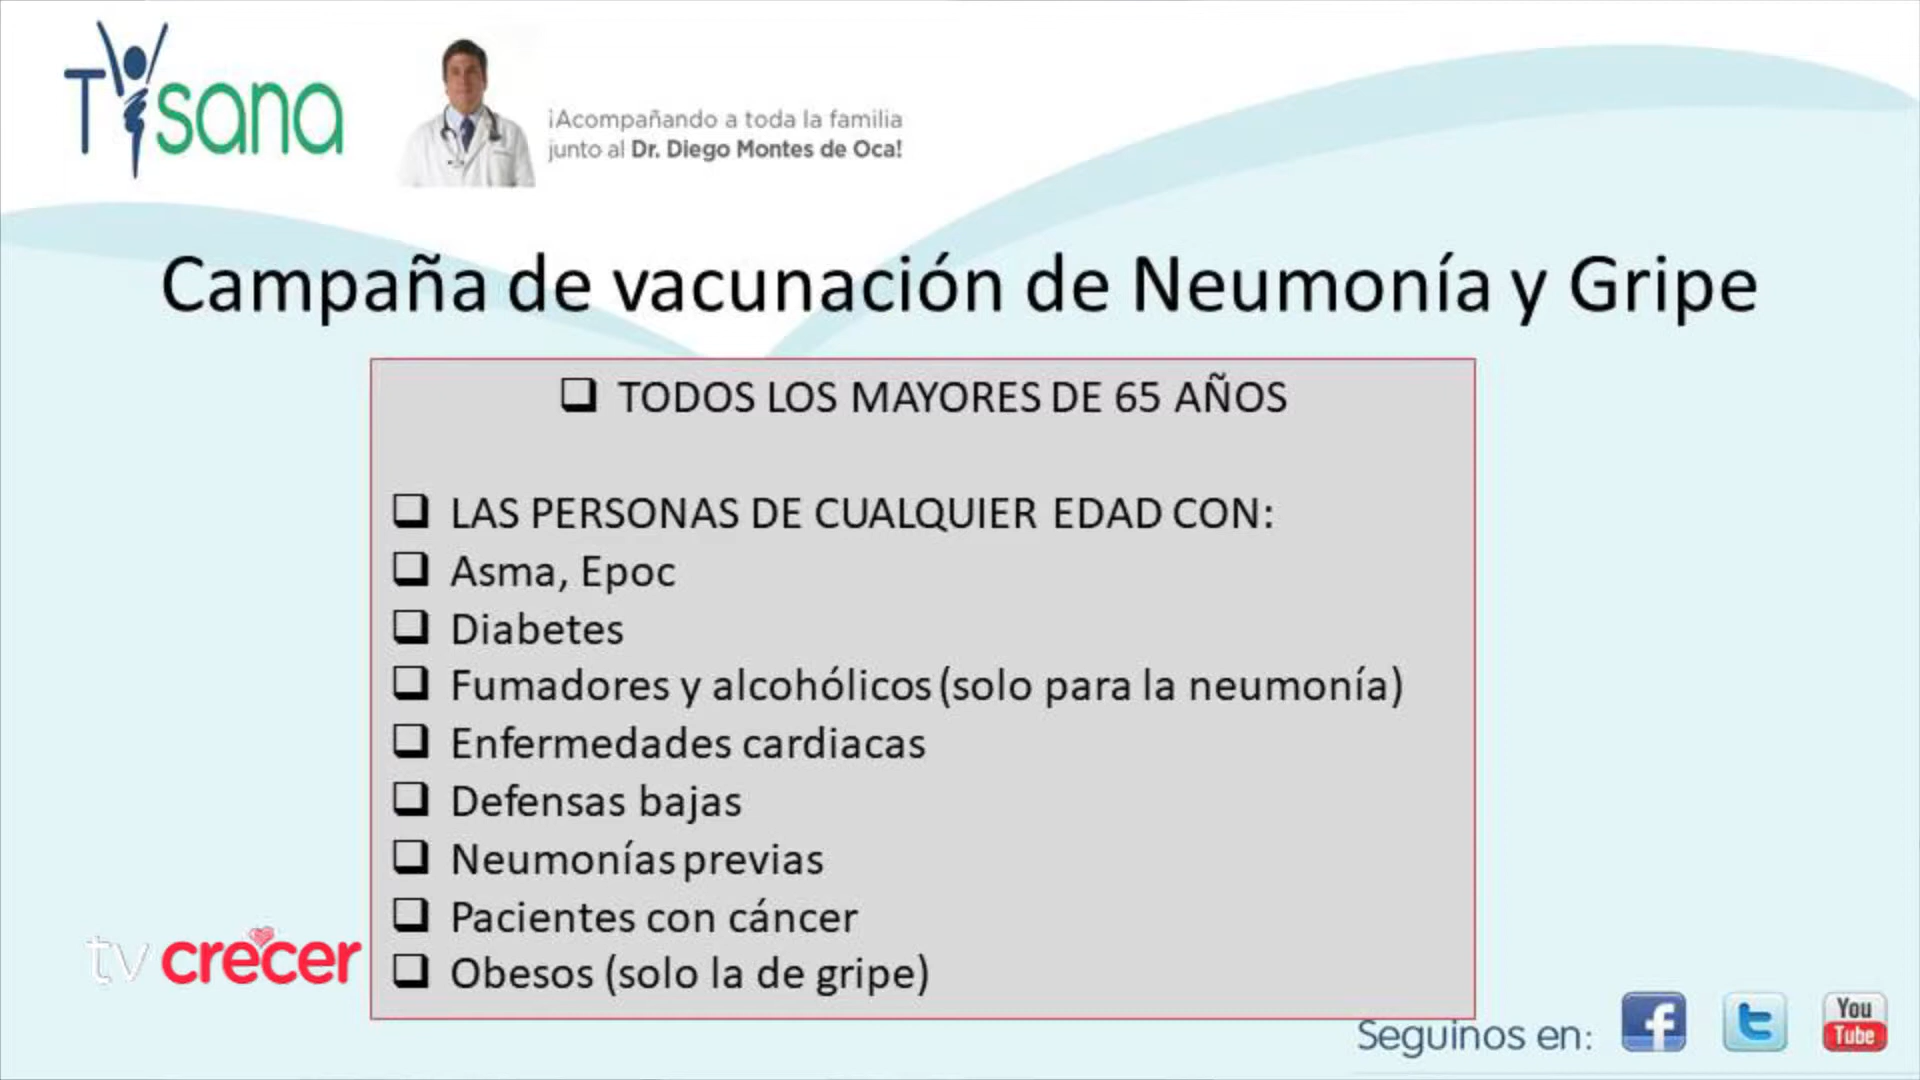 TVsana
¡Acompañando a toda la familia
junto al Dr. Diego Montes de Oca!
Campaña de vacunación de Neumonía y Gripe
TODOS LOS MAYORES DE 65 AÑOS
LAS PERSONAS DE CUALQUIER EDAD CON:
Asma, Epoc
Diabetes
Fumadores y alcohólicos (solo para la neumonía)
Enfermedades cardiacas
Defensas bajas
Neumonías previas
Pacientes con cáncer
Obesos (solo la de gripe)
tv crecer
Seguinos en:
f
t
You
Tube